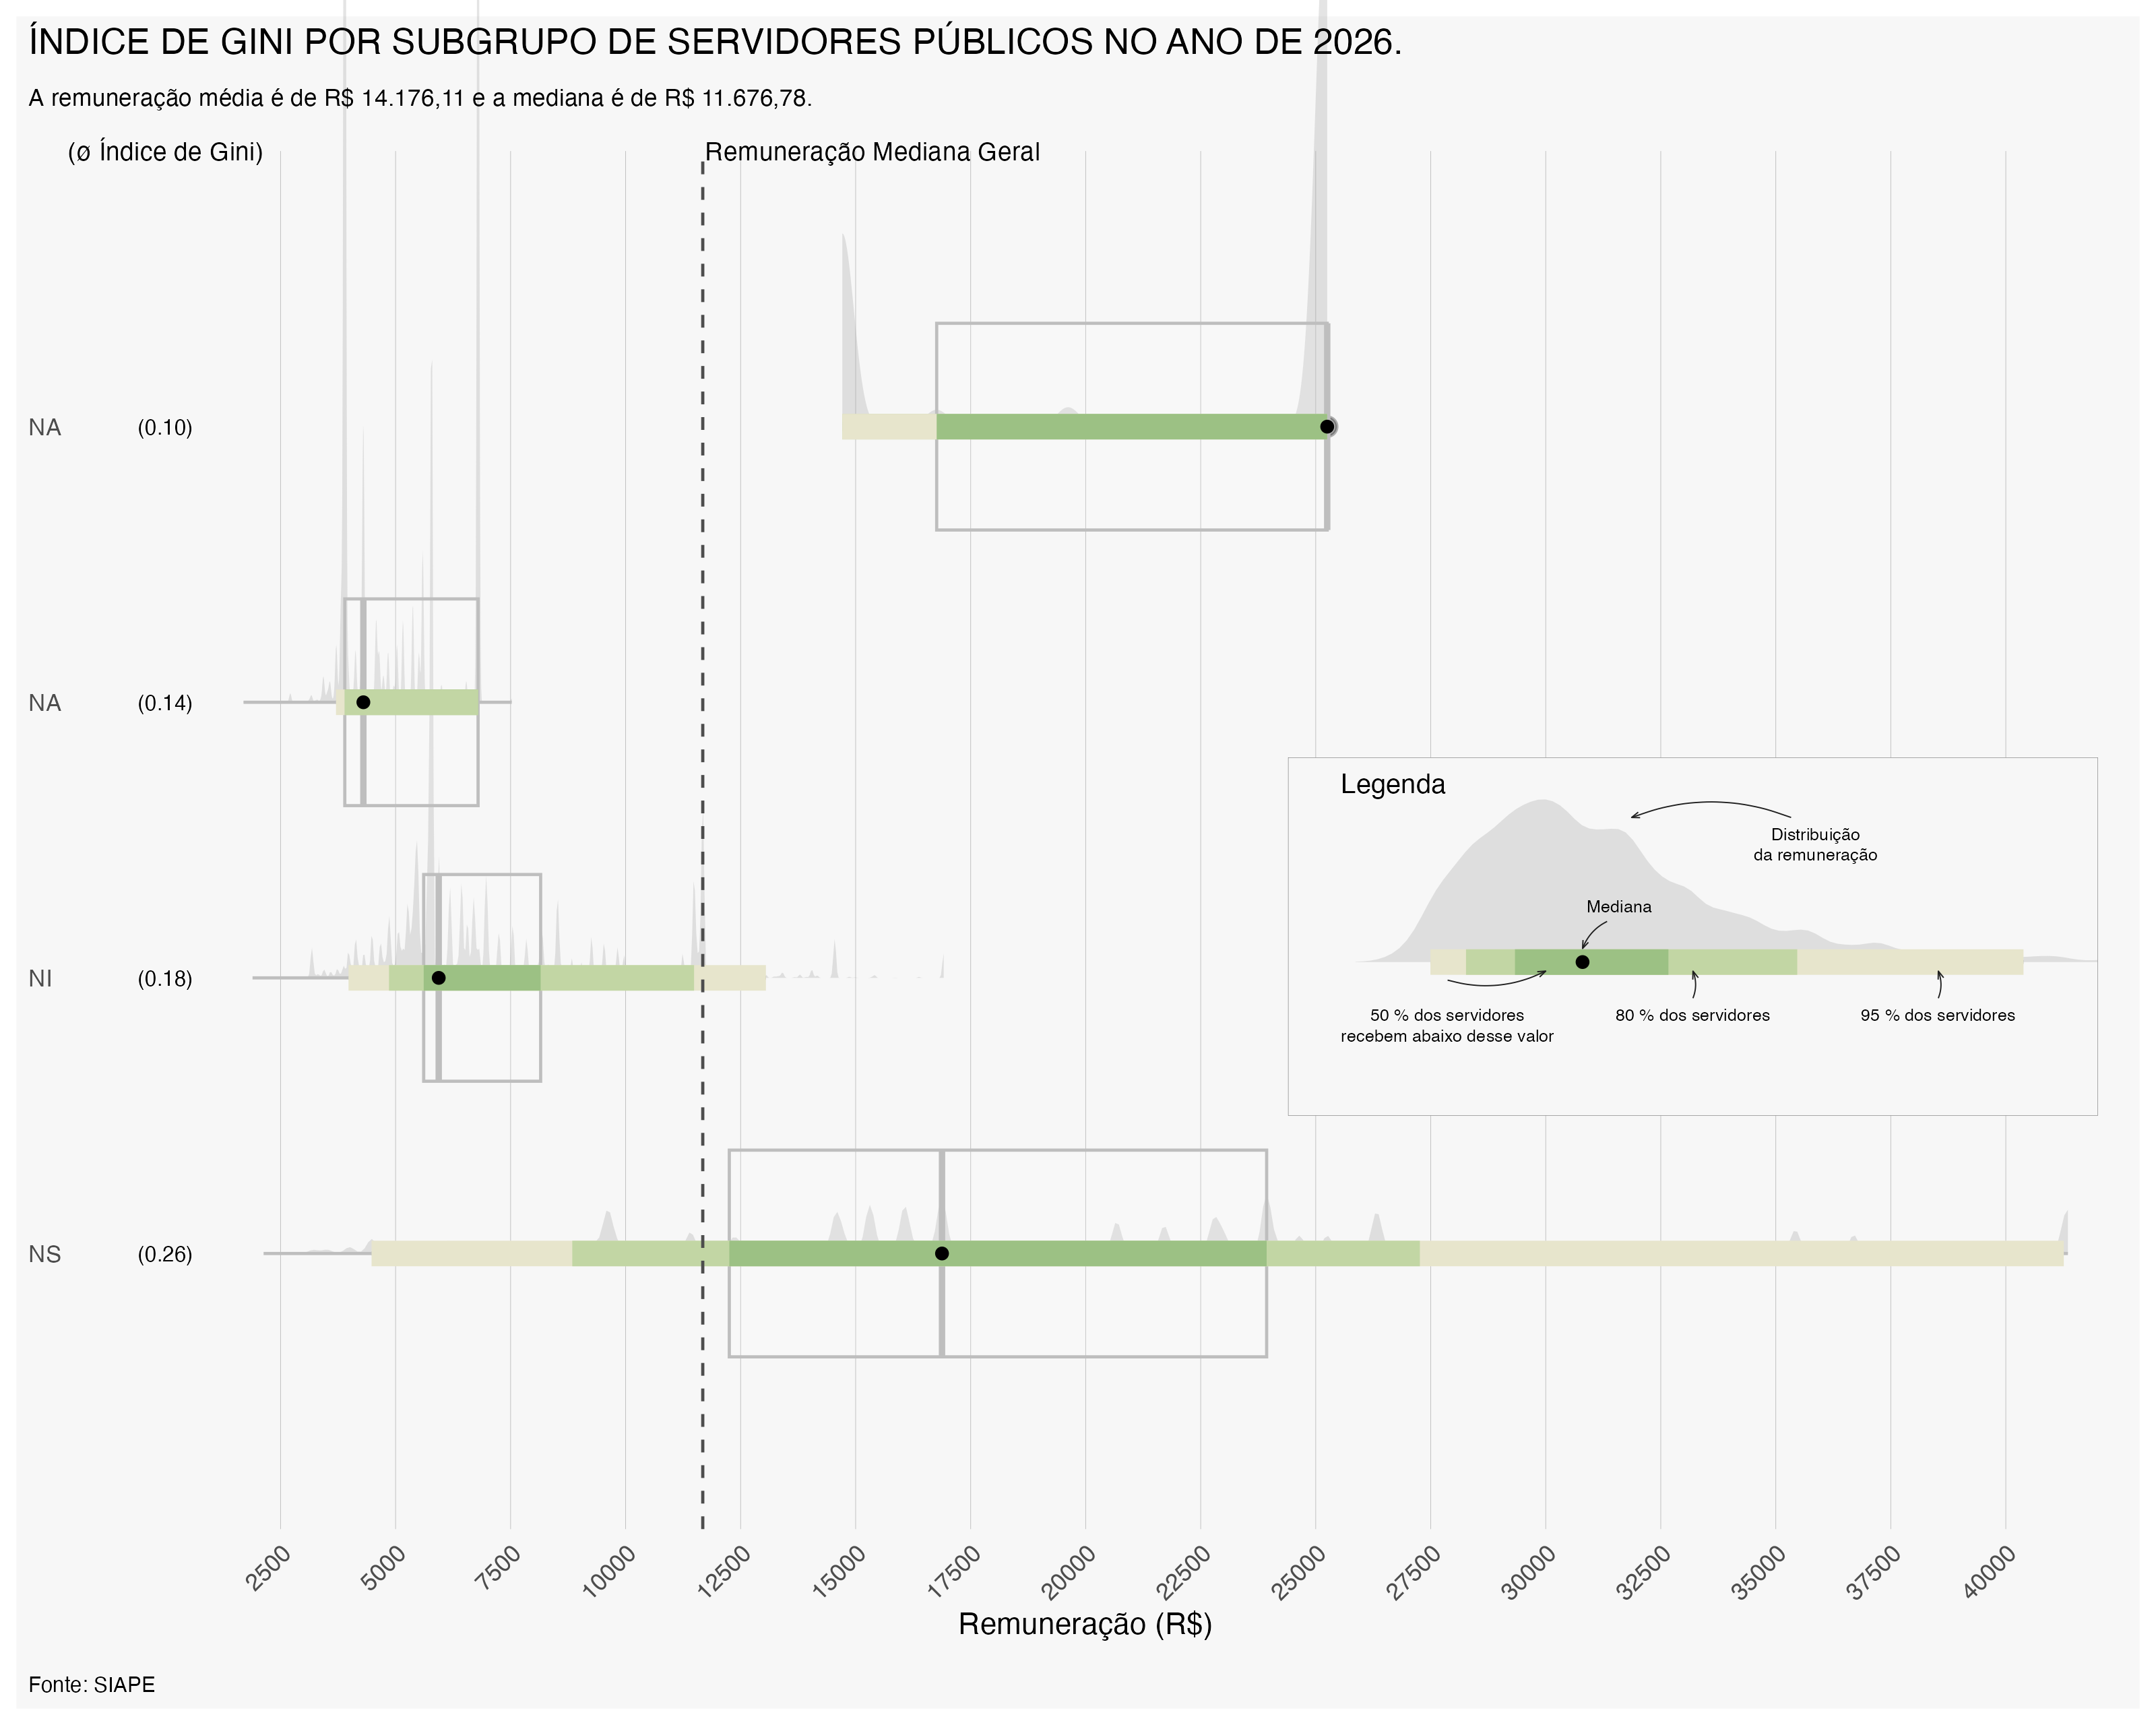 ÍNDICE DE GINI POR SUBGRUPO DE SERVIDORES PÚBLICOS NO ANO DE 2026.
A remuneração média é de R$ 14.176,11 e a mediana é de R$ 11.676,78.
(ø Índice de Gini)
Remuneração Mediana Geral
NA (0.10)
NA (0.14)
Legenda
Distribuição
da remuneração
Mediana
50 % dos servidores
recebem abaixo desse valor
80 % dos servidores
95 % dos servidores
NI (0.18)
NS (0.26)
2500 5000 7500 10000 12500 15000 17500 20000 22500 25000 27500 30000 32500 35000 37500 40000
Remuneração (R$)
Fonte: SIAPE